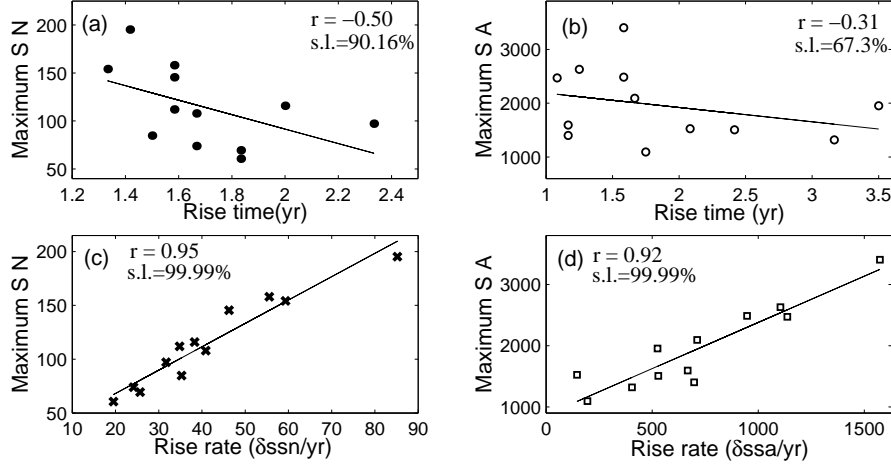 (a)
r = −0.50
s.l.=90.16%
Maximum S N
200
150
100
50
1.2 1.4 1.6 1.8 2 2.2 2.4
Rise time(yr)
(b)
r = −0.31
s.l.=67.3%
Maximum S A
3000
2000
1000
1 1.5 2 2.5 3 3.5
Rise time (yr)
(c)
r = 0.95
s.l.=99.99%
Maximum S N
200
150
100
50
10 20 30 40 50 60 70 80 90
Rise rate (δssn/yr)
(d)
r = 0.92
s.l.=99.99%
Maximum S A
3000
2000
1000
0 500 1000 1500
Rise rate (δssa/yr)